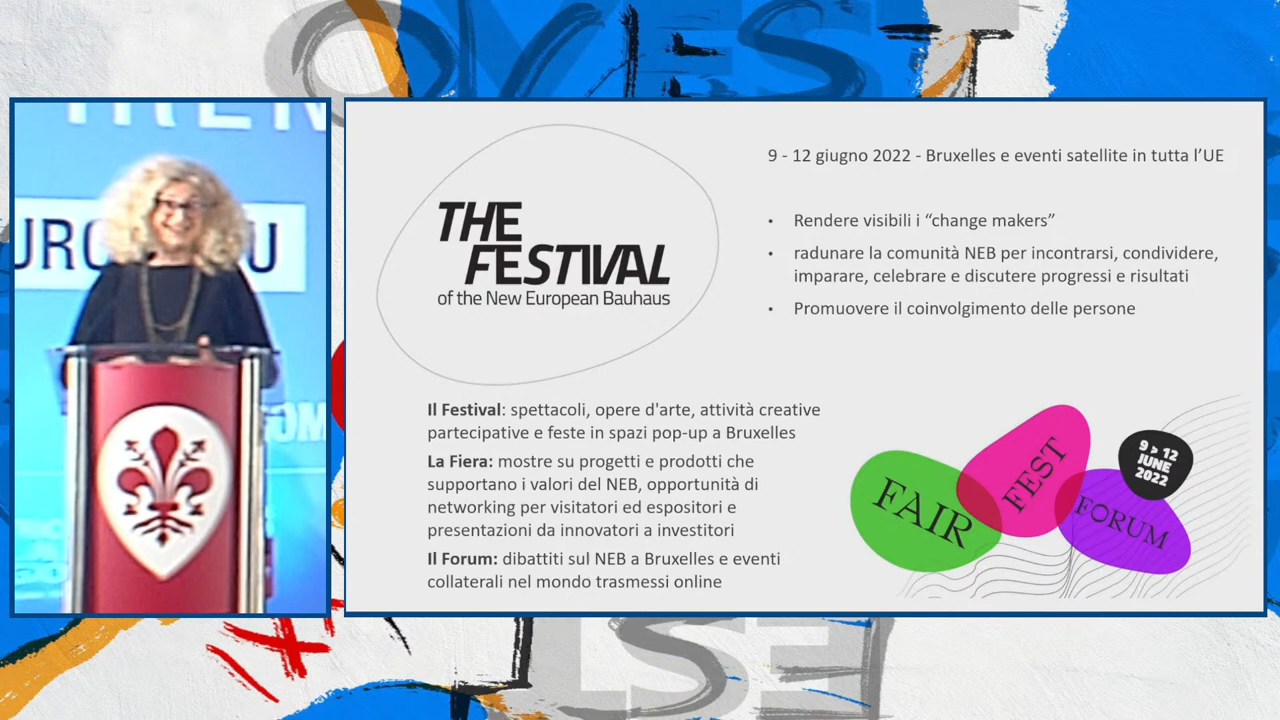 9 - 12 giugno 2022 - Bruxelles e eventi satellite in tutta l’UE
THE
FESTIVAL
of the New European Bauhaus
• Rendere visibili i “change makers”
• radunare la comunità NEB per incontrarsi, condividere,
imparare, celebrare e discutere progressi e risultati
• Promuovere il coinvolgimento delle persone
Il Festival: spettacoli, opere d'arte, attività creative
partecipative e feste in spazi pop-up a Bruxelles
La Fiera: mostre su progetti e prodotti che
supportano i valori del NEB, opportunità di
networking per visitatori ed espositori e
presentazioni da innovatori a investitori
Il Forum: dibattiti sul NEB a Bruxelles e eventi
collaterali nel mondo trasmessi online
FAIR
FEST
FORUM
9 > 12
JUNE
2022